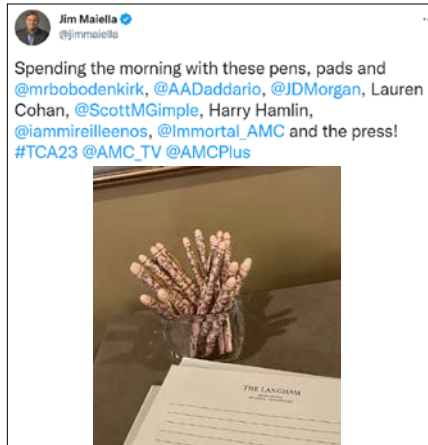 Jim Maiella
@jimmaiella
Spending the morning with these pens, pads and
@mrbobodenkirk, @AADaddario, @JDMorgan, Lauren
Cohan, @ScottMGimple, Harry Hamlin,
@iammireilleenos, @Immortal_AMC and the press!
#TCA23 @AMC_TV @AMCPlus
THE LANGHAM